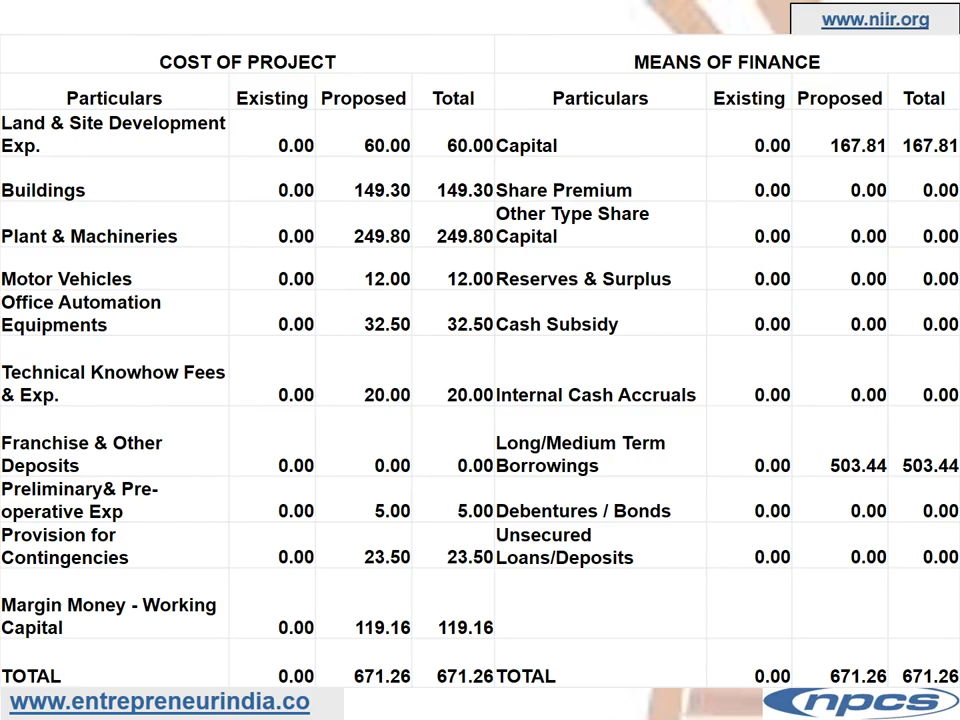 www.niir.org
COST OF PROJECT MEANS OF FINANCE
Particulars Existing Proposed Total Particulars Existing Proposed Total
Land & Site Development
Exp. 0.00 60.00 60.00 Capital 0.00 167.81 167.81
Buildings 0.00 149.30 149.30 Share Premium 0.00 0.00 0.00
Other Type Share
Plant & Machineries 0.00 249.80 249.80 Capital 0.00 0.00 0.00
Motor Vehicles 0.00 12.00 12.00 Reserves & Surplus 0.00 0.00 0.00
Office Automation
Equipments 0.00 32.50 32.50 Cash Subsidy 0.00 0.00 0.00
Technical Knowhow Fees
& Exp. 0.00 20.00 20.00 Internal Cash Accruals 0.00 0.00 0.00
Franchise & Other Long/Medium Term
Deposits 0.00 0.00 0.00 Borrowings 0.00 503.44 503.44
Preliminary& Pre-
operative Exp 0.00 5.00 5.00 Debentures / Bonds 0.00 0.00 0.00
Provision for Unsecured
Contingencies 0.00 23.50 23.50 Loans/Deposits 0.00 0.00 0.00
Margin Money - Working
Capital 0.00 119.16 119.16
TOTAL 0.00 671.26 671.26 TOTAL 0.00 671.26 671.26
www.entrepreneurindia.co npcs